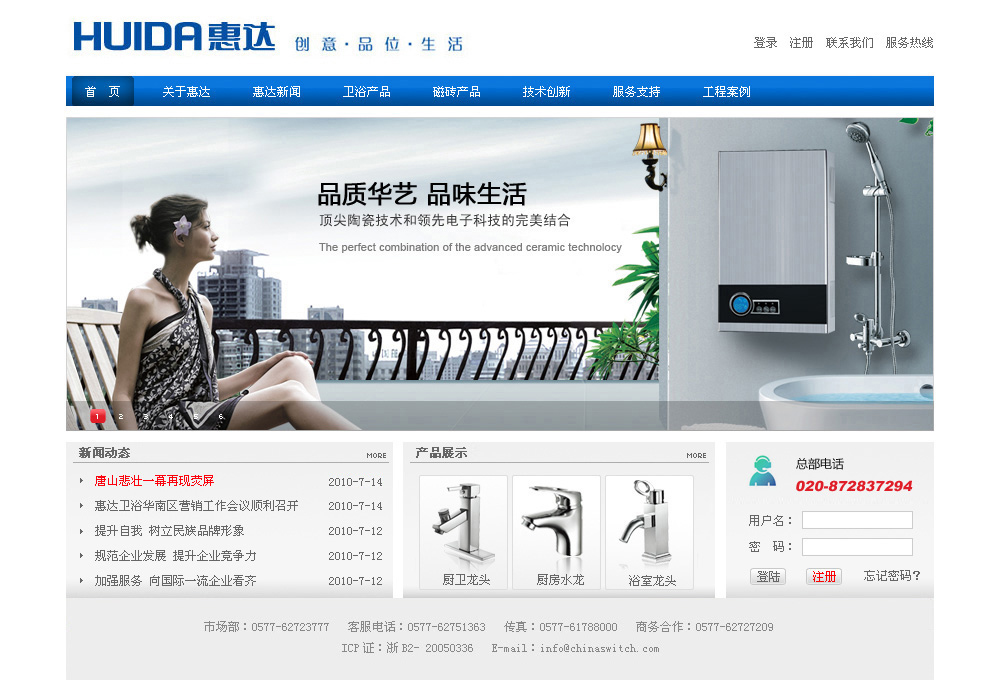 HUIDA 惠达 创 意 · 品 位 · 生 活
登录 注册 联系我们 服务热线
首 页 关于惠达 惠达新闻 卫浴产品 磁砖产品 技术创新 服务支持 工程案例
品质华艺 品味生活
顶尖陶瓷技术和领先电子科技的完美结合
The perfect combination of the advanced ceramic technolocy
1 2 3 4 5 6
新闻动态 MORE
唐山悲壮一幕再现荧屏 2010-7-14
惠达卫浴华南区营销工作会议顺利召开 2010-7-14
提升自我 树立民族品牌形象 2010-7-12
规范企业发展 提升企业竞争力 2010-7-12
加强服务 向国际一流企业看齐 2010-7-12
产品展示 MORE
厨卫龙头 厨房水龙 浴室龙头
总部电话
020-872837294
用户名：
密 码：
登陆 注册 忘记密码？
市场部：0577-62723777 客服电话：0577-62751363 传真：0577-61788000 商务合作：0577-62727209
ICP 证：浙 B2- 20050336 E-mail：info@chinaswitch.com